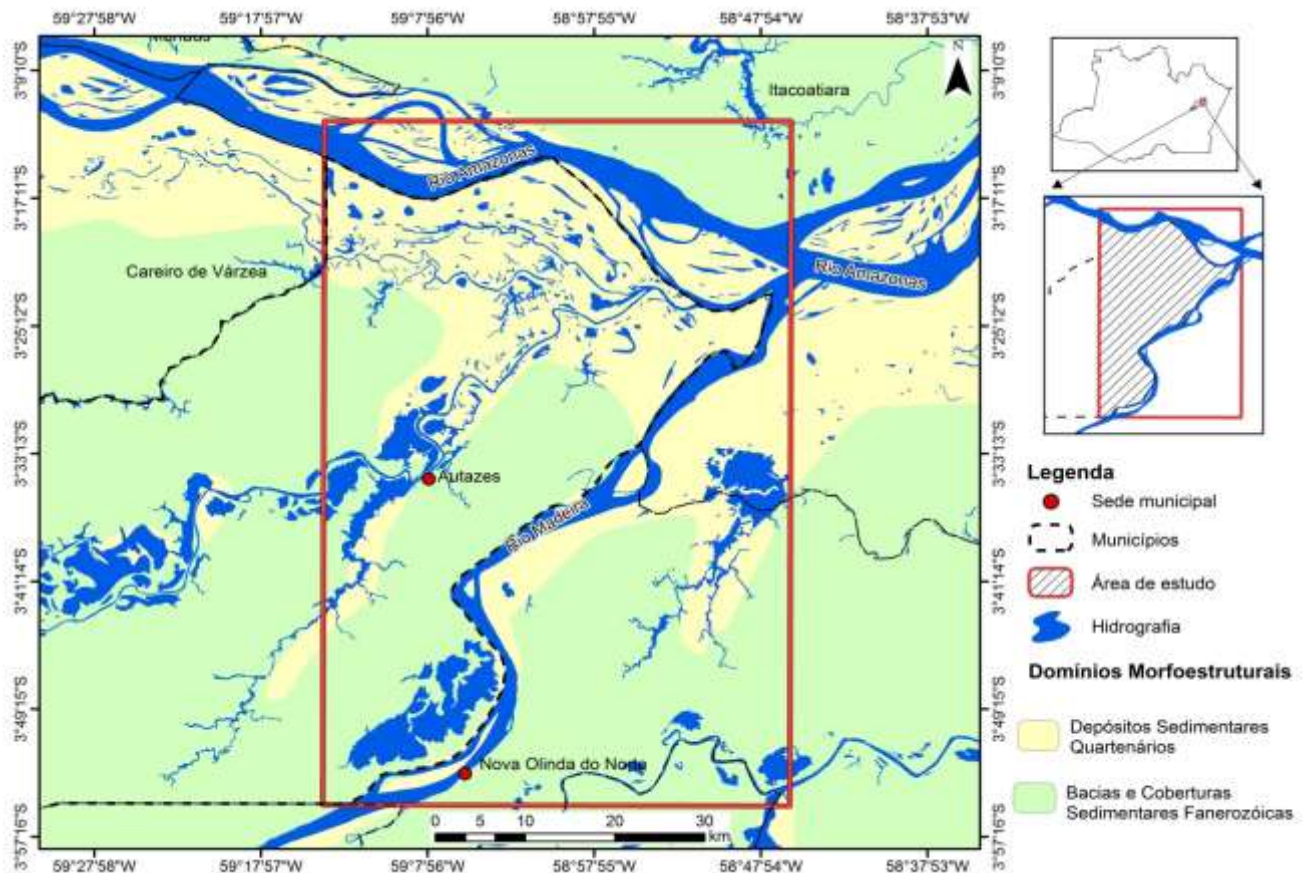 59°27'58"W 59°17'57"W 59°7'56"W 58°57'55"W 58°47'54"W 58°37'53"W
3°9'10"S
3°17'11"S
3°25'12"S
3°33'13"S
3°41'14"S
3°49'15"S
3°57'16"S
Manaus
Itacoatiara
N
Rio Amazonas
Careiro de Várzea
Rio Amazonas
Autazes
Rio Madeira
Nova Olinda do Norte
0 5 10 20 30
km
3°9'10"S
3°17'11"S
3°25'12"S
3°33'13"S
3°41'14"S
3°49'15"S
3°57'16"S
59°27'58"W 59°17'57"W 59°7'56"W 58°57'55"W 58°47'54"W 58°37'53"W
Legenda
Sede municipal
Municípios
Área de estudo
Hidrografia
Domínios Morfoestruturais
Depósitos Sedimentares
Quartenários
Bacias e Coberturas
Sedimentares Fanerozóicas